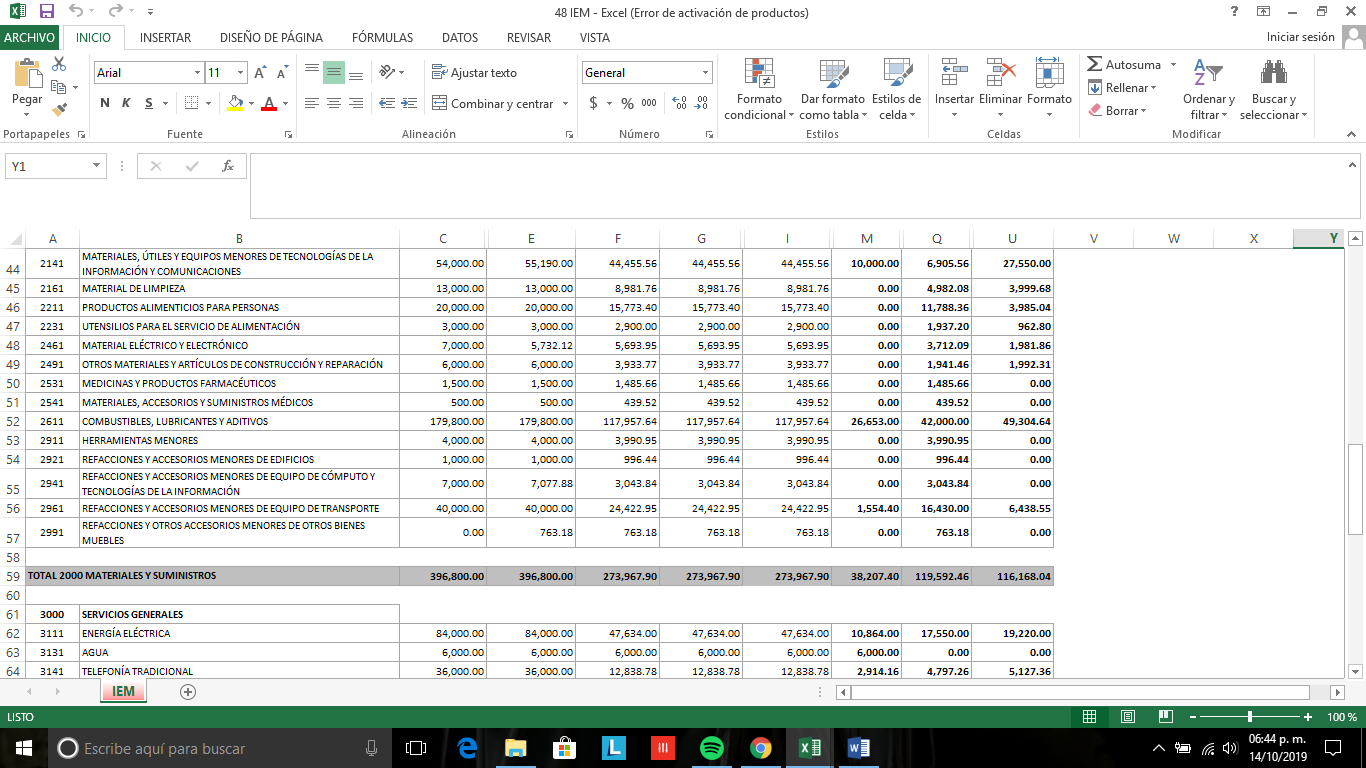 48 IEM - Excel (Error de activación de productos)
ARCHIVO INICIO INSERTAR DISEÑO DE PÁGINA FÓRMULAS DATOS REVISAR VISTA Iniciar sesión
Pegar
Arial 11
N K S
Ajustar texto
Combinar y centrar
General
$ % 000
Formato condicional
Dar formato como tabla
Estilos de celda
Insertar Eliminar Formato
Autosuma
Rellenar
Borrar
Ordenar y filtrar
Buscar y seleccionar
Portapapeles Fuente Alineación Número Estilos Celdas Modificar
Y1 fx
A B C E F G I M Q U V W X Y
44 2141 MATERIALES, ÚTILES Y EQUIPOS MENORES DE TECNOLOGÍAS DE LA INFORMACIÓN Y COMUNICACIONES 54,000.00 55,190.00 44,455.56 44,455.56 44,455.56 10,000.00 6,905.56 27,550.00
45 2161 MATERIAL DE LIMPIEZA 13,000.00 13,000.00 8,981.76 8,981.76 8,981.76 0.00 4,982.08 3,999.68
46 2211 PRODUCTOS ALIMENTICIOS PARA PERSONAS 20,000.00 20,000.00 15,773.40 15,773.40 15,773.40 0.00 11,788.36 3,985.04
47 2231 UTENSILIOS PARA EL SERVICIO DE ALIMENTACIÓN 3,000.00 3,000.00 2,900.00 2,900.00 2,900.00 0.00 1,937.20 962.80
48 2461 MATERIAL ELÉCTRICO Y ELECTRÓNICO 7,000.00 5,732.12 5,693.95 5,693.95 5,693.95 0.00 3,712.09 1,981.86
49 2491 OTROS MATERIALES Y ARTÍCULOS DE CONSTRUCCIÓN Y REPARACIÓN 6,000.00 6,000.00 3,933.77 3,933.77 3,933.77 0.00 1,941.46 1,992.31
50 2531 MEDICINAS Y PRODUCTOS FARMACÉUTICOS 1,500.00 1,500.00 1,485.66 1,485.66 1,485.66 0.00 1,485.66 0.00
51 2541 MATERIALES, ACCESORIOS Y SUMINISTROS MÉDICOS 500.00 500.00 439.52 439.52 439.52 0.00 439.52 0.00
52 2611 COMBUSTIBLES, LUBRICANTES Y ADITIVOS 179,800.00 179,800.00 117,957.64 117,957.64 117,957.64 26,653.00 42,000.00 49,304.64
53 2911 HERRAMIENTAS MENORES 4,000.00 4,000.00 3,990.95 3,990.95 3,990.95 0.00 3,990.95 0.00
54 2921 REFACCIONES Y ACCESORIOS MENORES DE EDIFICIOS 1,000.00 1,000.00 996.44 996.44 996.44 0.00 996.44 0.00
55 2941 REFACCIONES Y ACCESORIOS MENORES DE EQUIPO DE CÓMPUTO Y TECNOLOGÍAS DE LA INFORMACIÓN 7,000.00 7,077.88 3,043.84 3,043.84 3,043.84 0.00 3,043.84 0.00
56 2961 REFACCIONES Y ACCESORIOS MENORES DE EQUIPO DE TRANSPORTE 40,000.00 40,000.00 24,422.95 24,422.95 24,422.95 1,554.40 16,430.00 6,438.55
57 2991 REFACCIONES Y OTROS ACCESORIOS MENORES DE OTROS BIENES MUEBLES 0.00 763.18 763.18 763.18 763.18 0.00 763.18 0.00
58
59 TOTAL 2000 MATERIALES Y SUMINISTROS 396,800.00 396,800.00 273,967.90 273,967.90 273,967.90 38,207.40 119,592.46 116,168.04
60
61 3000 SERVICIOS GENERALES
62 3111 ENERGÍA ELÉCTRICA 84,000.00 84,000.00 47,634.00 47,634.00 47,634.00 10,864.00 17,550.00 19,220.00
63 3131 AGUA 6,000.00 6,000.00 6,000.00 6,000.00 6,000.00 6,000.00 0.00 0.00
64 3141 TELEFONÍA TRADICIONAL 36,000.00 36,000.00 12,838.78 12,838.78 12,838.78 2,914.16 4,797.26 5,127.36
IEM
LISTO 100 %
Escribe aquí para buscar
06:44 p. m.
14/10/2019